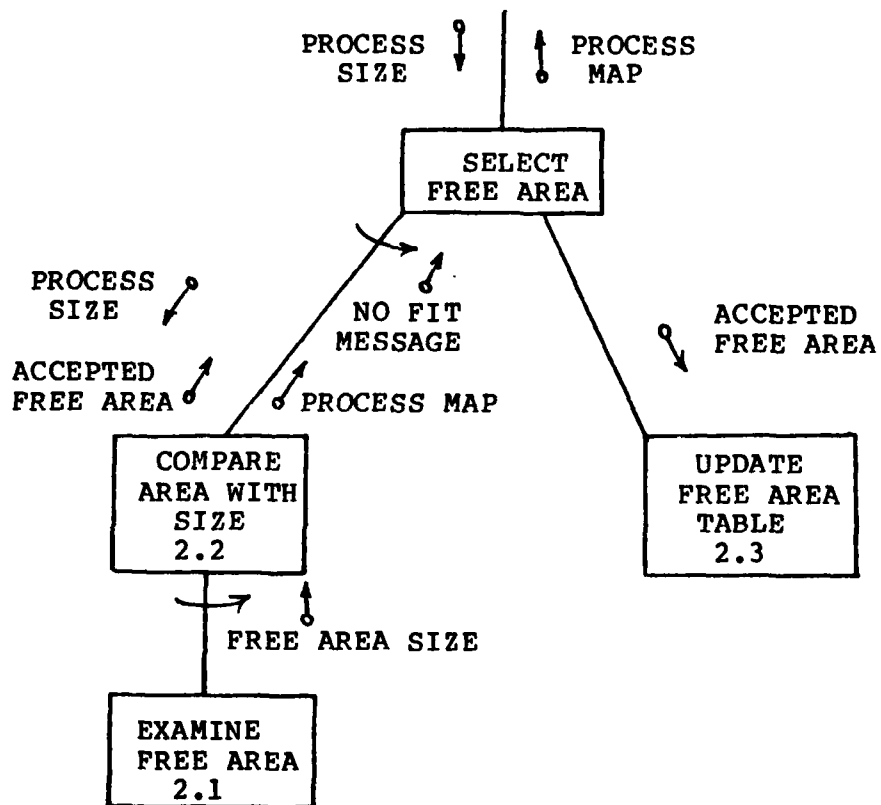 PROCESS
SIZE
PROCESS
MAP
SELECT
FREE AREA
PROCESS
SIZE
NO FIT
MESSAGE
ACCEPTED
FREE AREA
ACCEPTED
FREE AREA
PROCESS MAP
COMPARE
AREA WITH
SIZE
2.2
UPDATE
FREE AREA
TABLE
2.3
FREE AREA SIZE
EXAMINE
FREE AREA
2.1